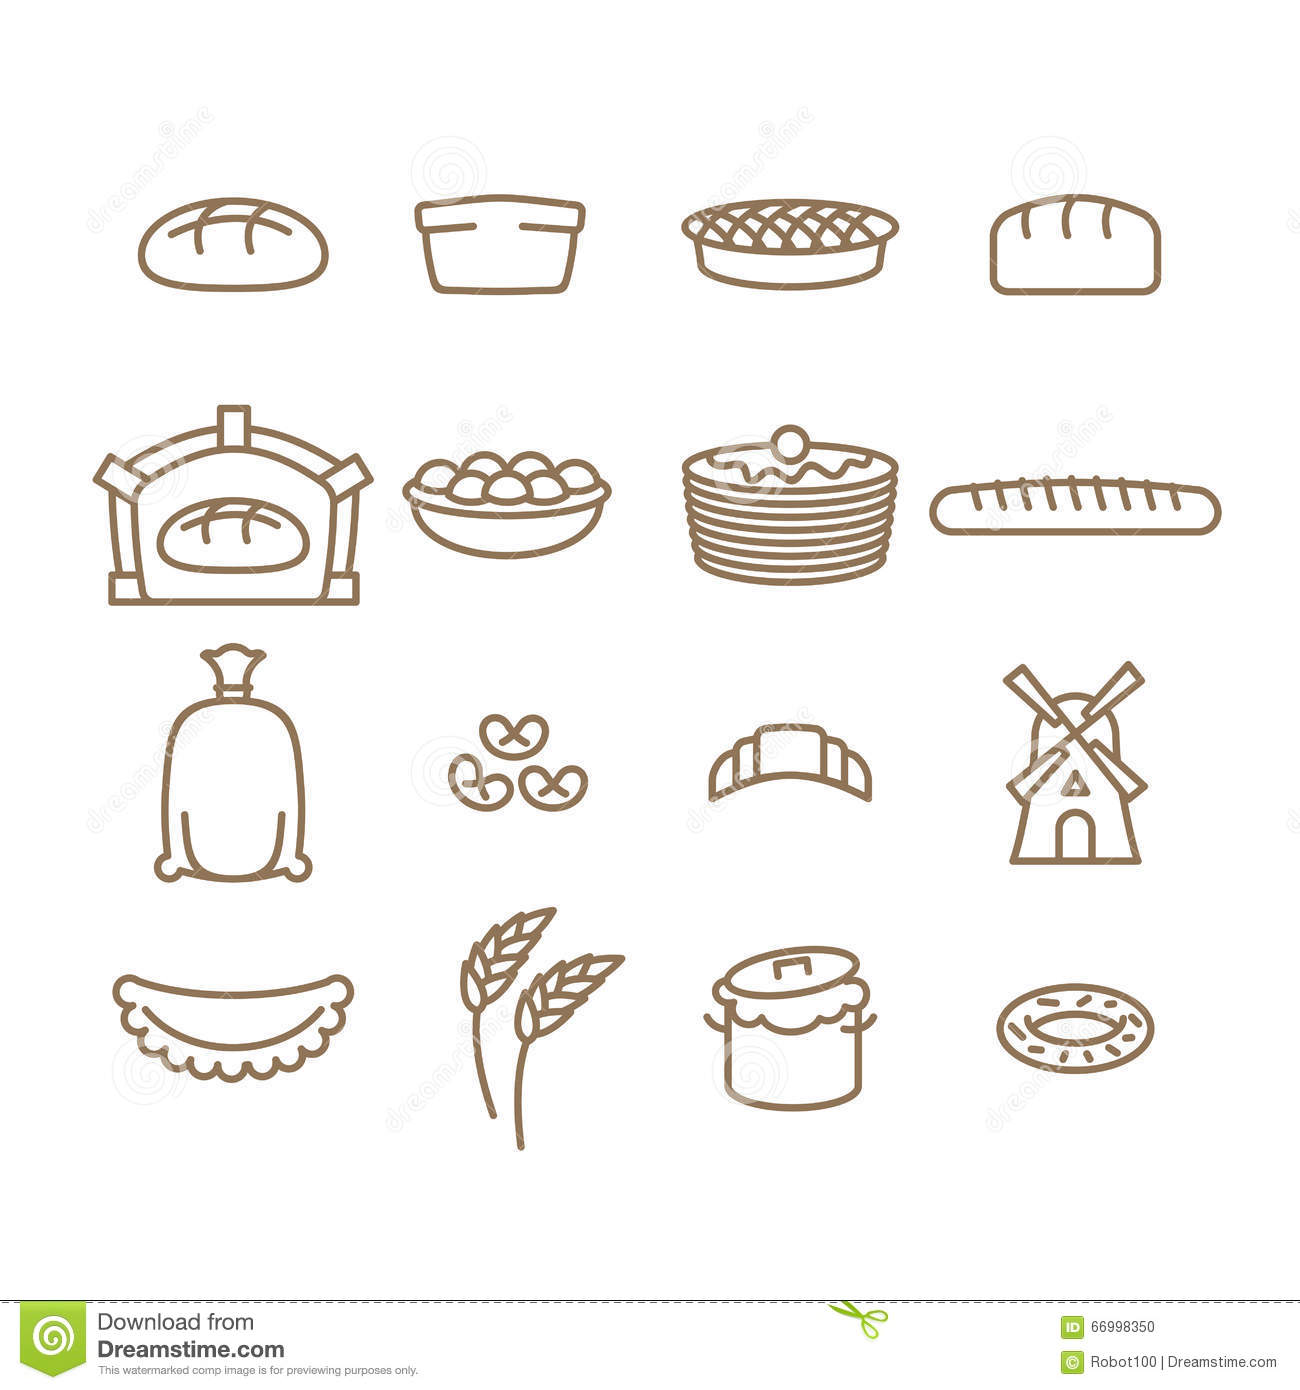 Download from
Dreamstime.com
This watermarked comp image is for previewing purposes only.
ID 66998350
© Robot100 | Dreamstime.com